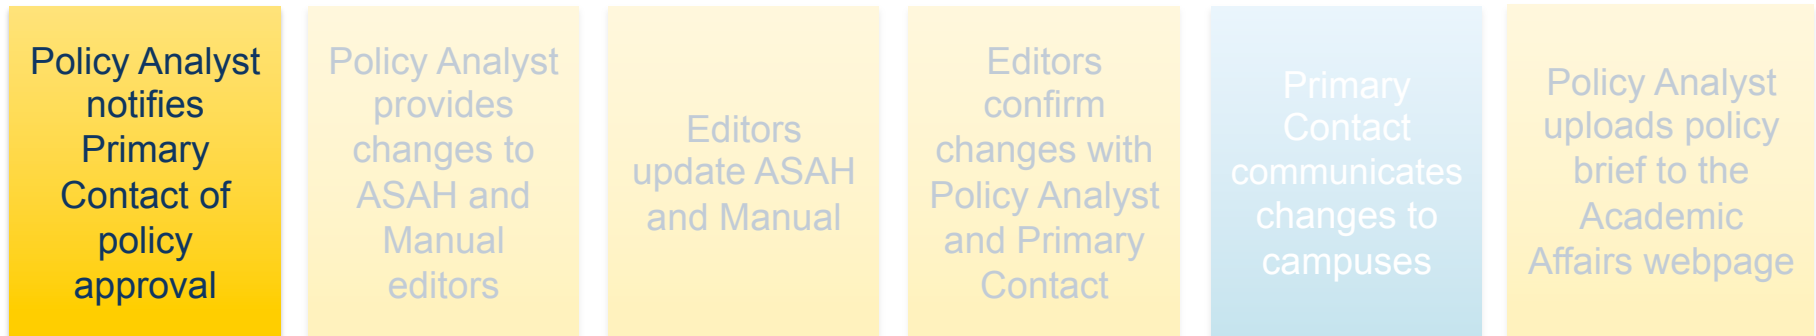 Policy Analyst
notifies
Primary
Contact of
policy
approval
Policy Analyst
provides
changes to
ASAH and
Manual
editors
Editors
update ASAH
and Manual
Editors
confirm
changes with
Policy Analyst
and Primary
Contact
Primary
Contact
communicates
changes to
campuses
Policy Analyst
uploads policy
brief to the
Academic
Affairs webpage